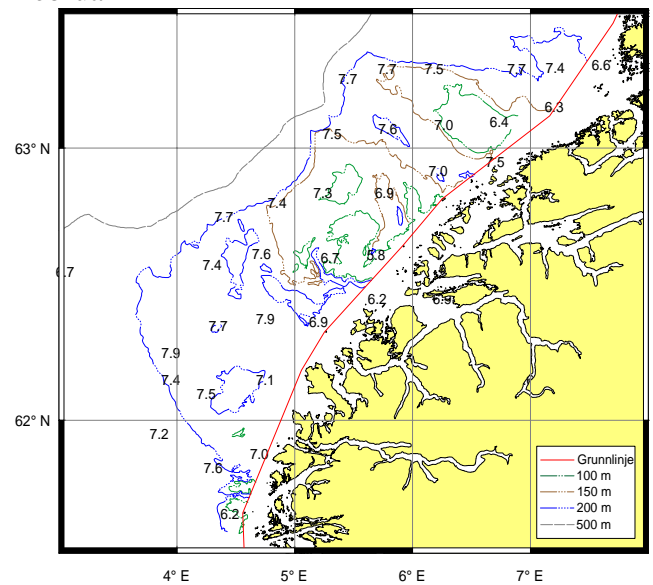 7.7 7.5 7.7 7.4 6.6
7.7
6.3
7.5 7.6 7.0 6.4
63° N
7.5
7.0
7.4 7.3 6.9
7.7
7.4 7.6 6.7 5.8
6.2
7.7 7.9 6.9
7.9
7.4 7.5 7.1
62° N
7.2
7.0
7.6
6.2
Grunnlinje
100 m
150 m
200 m
500 m
4° E 5° E 6° E 7° E